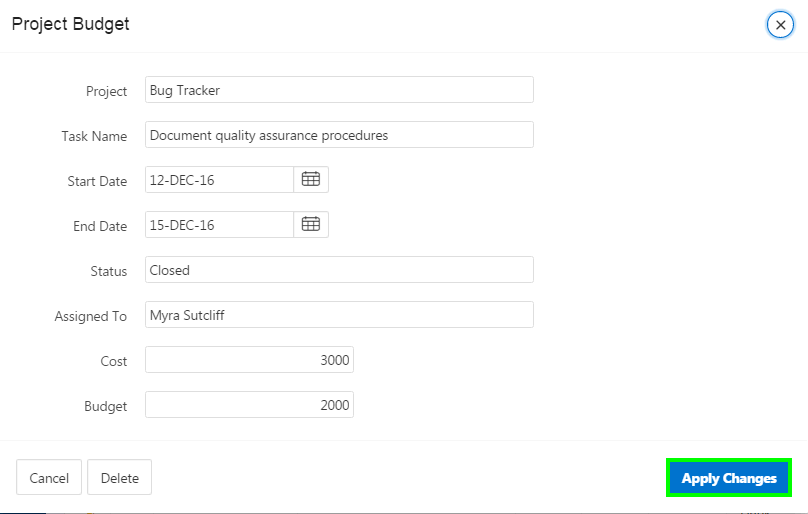 Project Budget
Project Bug Tracker
Task Name Document quality assurance procedures
Start Date 12-DEC-16
End Date 15-DEC-16
Status Closed
Assigned To Myra Sutcliff
Cost 3000
Budget 2000
Cancel Delete Apply Changes